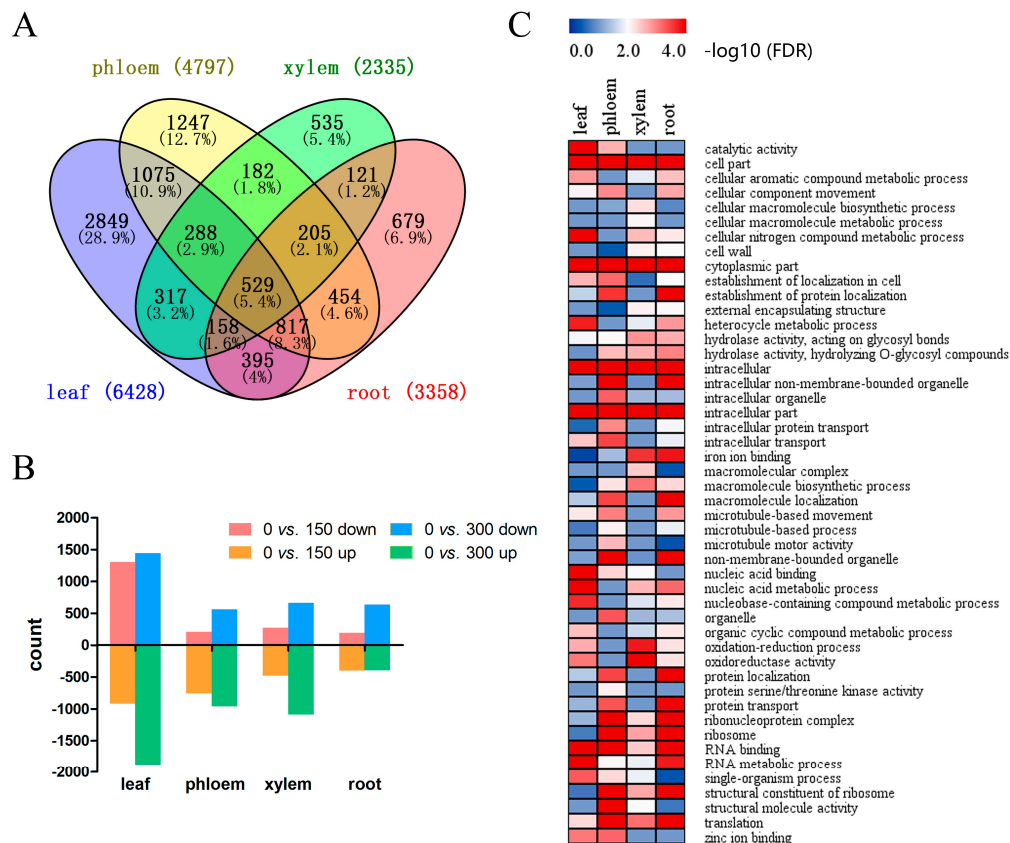 A
phloem (4797)
xylem (2335)
1247
(12.7%)
535
(5.4%)
1075
(10.9%)
182
(1.8%)
121
(1.2%)
2849
(28.9%)
288
(2.9%)
205
(2.1%)
679
(6.9%)
529
(5.4%)
317
(3.2%)
454
(4.6%)
158
(1.6%)
817
(8.3%)
395
(4%)
leaf (6428)
root (3358)
B
2000
1500
1000
500
0
-500
-1000
-1500
-2000
count
0 vs. 150 down
0 vs. 300 down
0 vs. 150 up
0 vs. 300 up
leaf
phloem
xylem
root
C
0.0 2.0 4.0
-log10 (FDR)
leaf
phloem
xylem
root
catalytic activity
cell part
cellular aromatic compound metabolic process
cellular component movement
cellular macromolecule biosynthetic process
cellular macromolecule metabolic process
cellular nitrogen compound metabolic process
cell wall
cytoplasmic part
establishment of localization in cell
establishment of protein localization
external encapsulating structure
heterocycle metabolic process
hydrolase activity, acting on glycosyl bonds
hydrolase activity, hydrolyzing O-glycosyl compounds
intracellular
intracellular non-membrane-bounded organelle
intracellular organelle
intracellular part
intracellular protein transport
intracellular transport
iron ion binding
macromolecular complex
macromolecule biosynthetic process
macromolecule localization
microtubule-based movement
microtubule-based process
microtubule motor activity
non-membrane-bounded organelle
nucleic acid binding
nucleic acid metabolic process
nucleobase-containing compound metabolic process
organelle
organic cyclic compound metabolic process
oxidation-reduction process
oxidoreductase activity
protein localization
protein serine/threonine kinase activity
protein transport
ribonucleoprotein complex
ribosome
RNA binding
RNA metabolic process
single-organism process
structural constituent of ribosome
structural molecule activity
translation
zinc ion binding